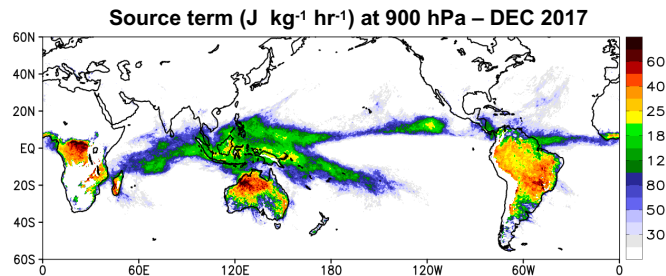 Source term (J kg-1 hr-1) at 900 hPa – DEC 2017
60N
40N
20N
EQ
20S
40S
60S
0 60E 120E 180 120W 60W 0
60
40
25
18
12
80
50
30